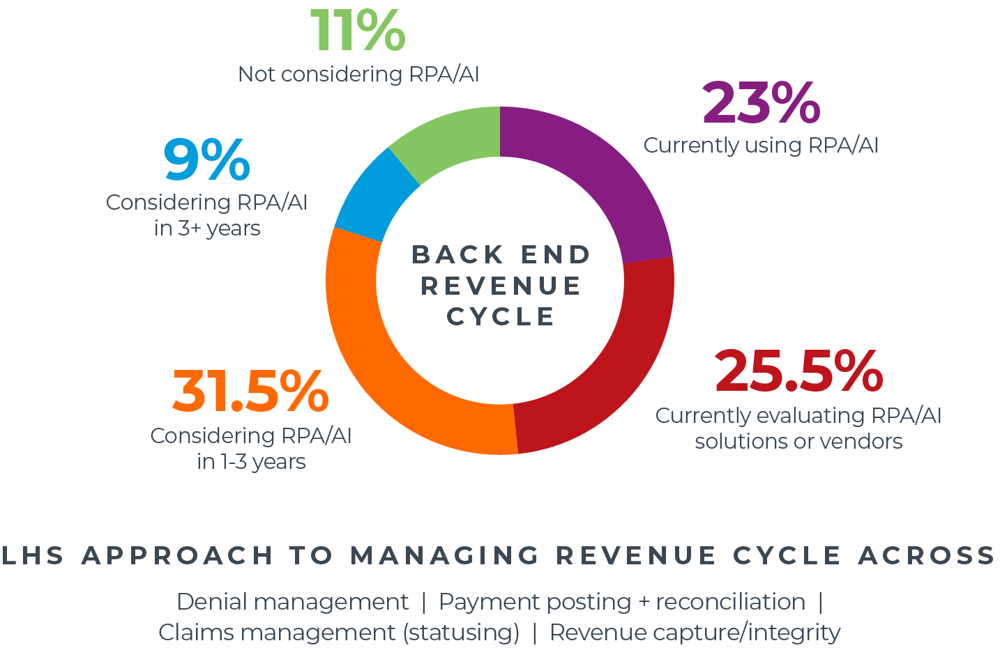 11%
Not considering RPA/AI
23%
Currently using RPA/AI
9%
Considering RPA/AI
in 3+ years
BACK END
REVENUE
CYCLE
31.5%
Considering RPA/AI
in 1-3 years
25.5%
Currently evaluating RPA/AI
solutions or vendors
LHS APPROACH TO MANAGING REVENUE CYCLE ACROSS
Denial management | Payment posting + reconciliation |
Claims management (statusing) | Revenue capture/integrity